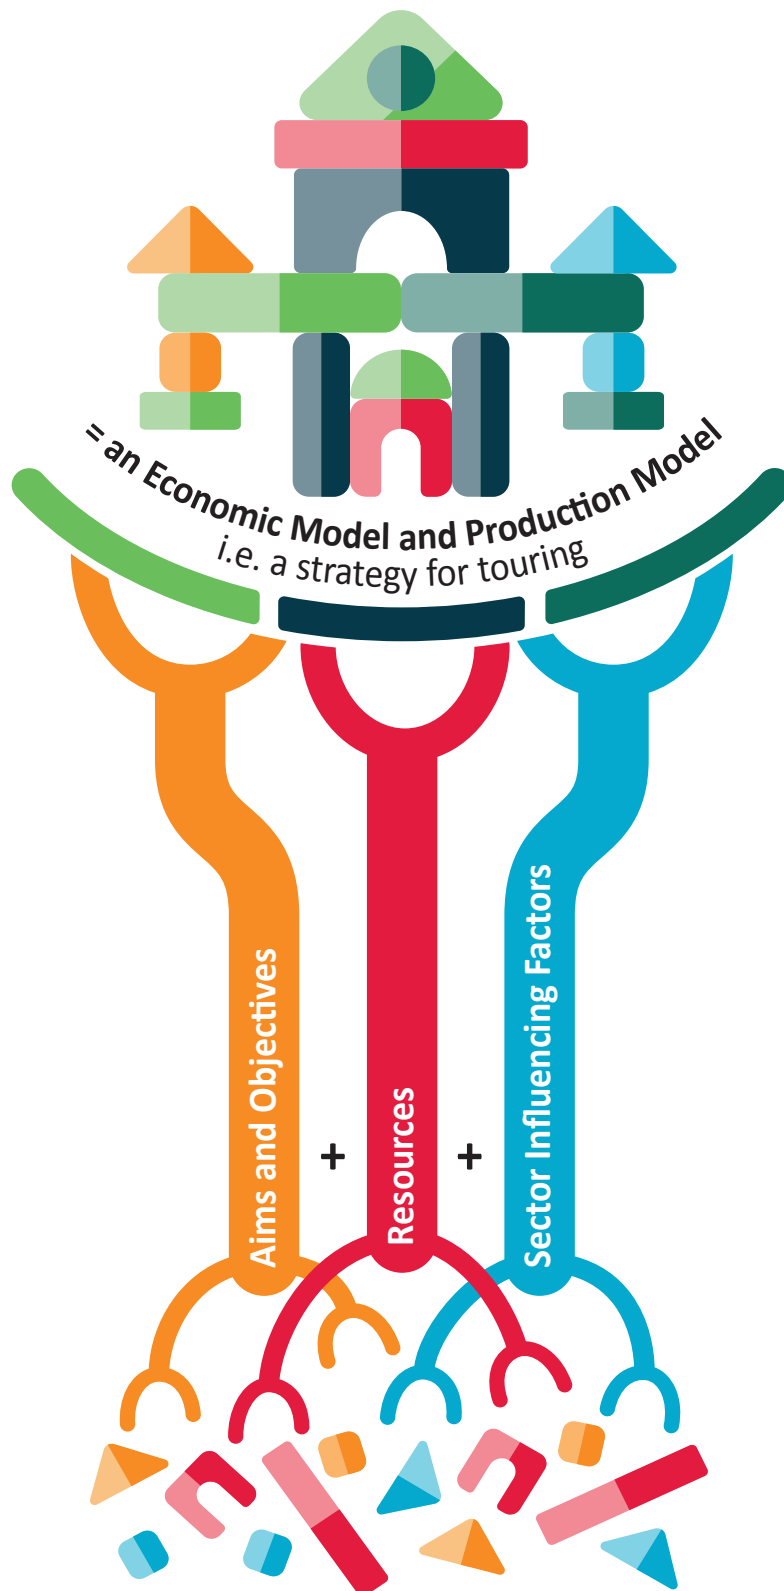 = an Economic Model and Production Model
i.e. a strategy for touring
Aims and Objectives
+
Resources
+
Sector Influencing Factors